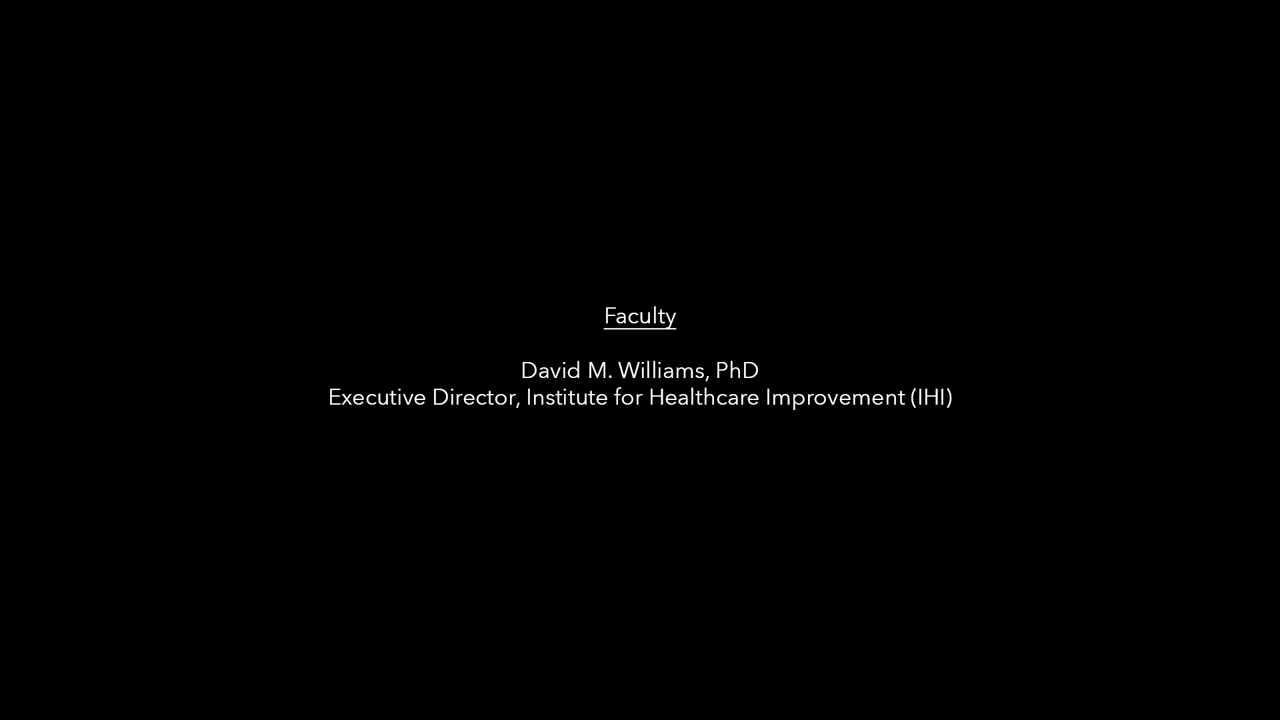 Faculty
David M. Williams, PhD
Executive Director, Institute for Healthcare Improvement (IHI)